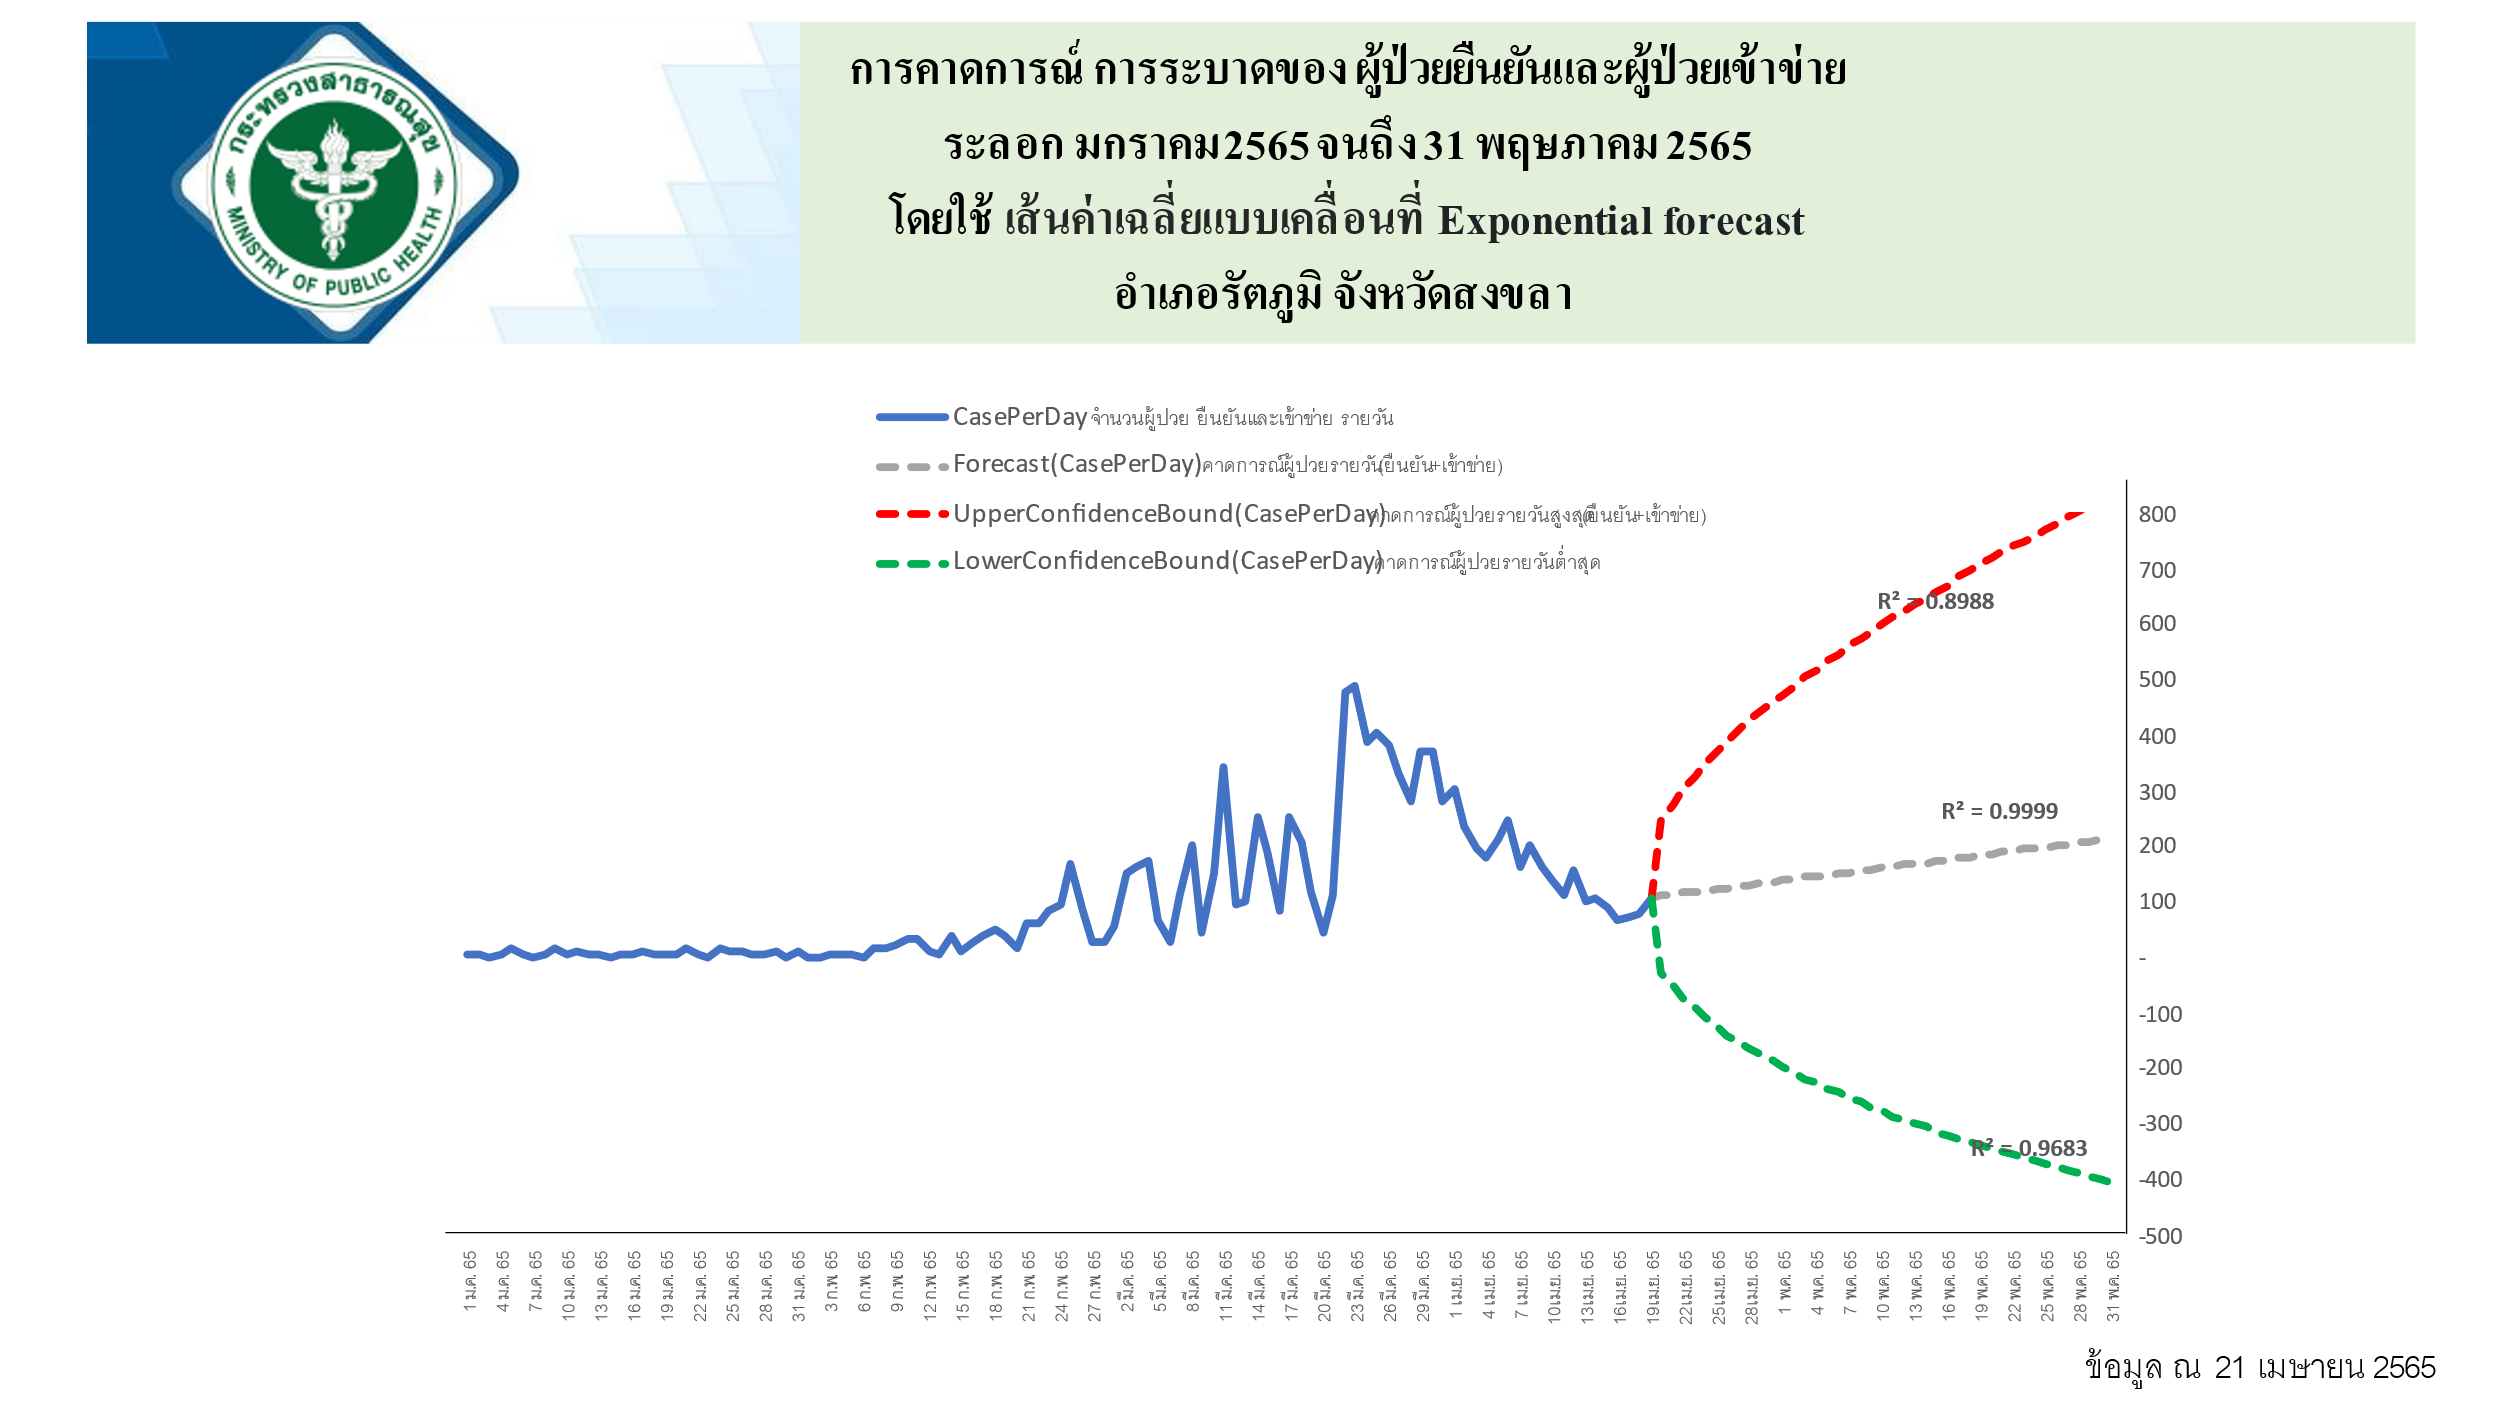 กระทรวงสาธารณสุข
MINISTRY OF PUBLIC HEALTH
การคาดการณ์ การระบาดของ ผู้ป่วยยืนยันและผู้ป่วยเข้าข่าย
ระลอก มกราคม2565 จนถึง 31 พฤษภาคม 2565
โดยใช้ เส้นค่าเฉลี่ยแบบเคลื่อนที่ Exponential forecast
อำเภอรัตภูมิ จังหวัดสงขลา
CasePerDay จำนวนผู้ปวย ยืนยันและเข้าข่าย รายวัน
Forecast(CasePerDay)คาดการณ์ผู้ปวยรายวัน(ยืนยัน+เข้าข่าย)
UpperConfidenceBound(CasePerDay)คาดการณ์ผู้ปวยรายวันสูงสุด(ยืนยัน+เข้าข่าย)
LowerConfidenceBound(CasePerDay)คาดการณ์ผู้ปวยรายวันต่ำสุด
800
700
R² = 0.8988
600
500
400
300
R² = 0.9999
200
100
-
-100
-200
-300
R² = 0.9683
-400
-500
1 ม.ค. 65
4 ม.ค. 65
7 ม.ค. 65
10 ม.ค. 65
13 ม.ค. 65
16 ม.ค. 65
19 ม.ค. 65
22 ม.ค. 65
25 ม.ค. 65
28 ม.ค. 65
31 ม.ค. 65
3 ก.พ. 65
6 ก.พ. 65
9 ก.พ. 65
12 ก.พ. 65
15 ก.พ. 65
18 ก.พ. 65
21 ก.พ. 65
24 ก.พ. 65
27 ก.พ. 65
2 มี.ค. 65
5 มี.ค. 65
8 มี.ค. 65
11 มี.ค. 65
14 มี.ค. 65
17 มี.ค. 65
20 มี.ค. 65
23 มี.ค. 65
26 มี.ค. 65
29 มี.ค. 65
1 เม.ย. 65
4 เม.ย. 65
7 เม.ย. 65
10เม.ย. 65
13เม.ย. 65
16เม.ย. 65
19เม.ย. 65
22เม.ย. 65
25เม.ย. 65
28เม.ย. 65
1 พ.ค. 65
4 พ.ค. 65
7 พ.ค. 65
10 พ.ค. 65
13 พ.ค. 65
16 พ.ค. 65
19 พ.ค. 65
22 พ.ค. 65
25 พ.ค. 65
28 พ.ค. 65
31 พ.ค. 65
ข้อมูล ณ 21 เมษายน 2565